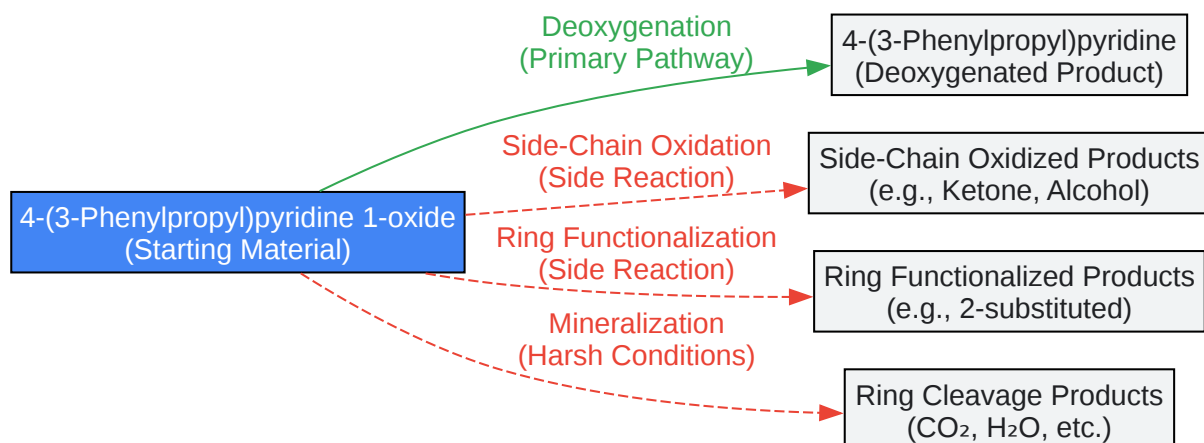 Deoxygenation
(Primary Pathway)
4-(3-Phenylpropyl)pyridine
(Deoxygenated Product)
Side-Chain Oxidation
(Side Reaction)
Side-Chain Oxidized Products
(e.g., Ketone, Alcohol)
4-(3-Phenylpropyl)pyridine 1-oxide
(Starting Material)
Ring Functionalization
(Side Reaction)
Ring Functionalized Products
(e.g., 2-substituted)
Mineralization
(Harsh Conditions)
Ring Cleavage Products
(CO₂, H₂O, etc.)